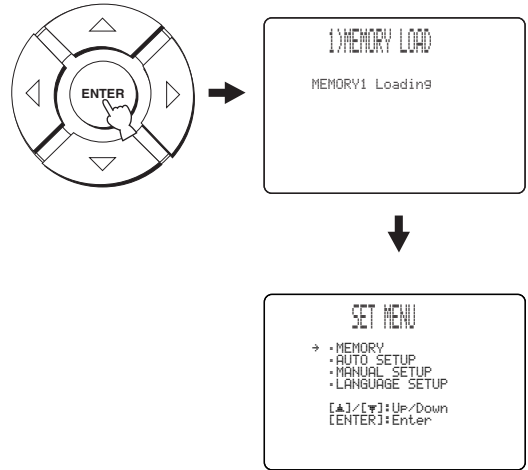 ENTER
1)MEMORY LOAD
MEMORY1 Loading
SET MENU
→ ・MEMORY
・AUTO SETUP
・MANUAL SETUP
・LANGUAGE SETUP
[▲]/[▼]:Up/Down
[ENTER]:Enter